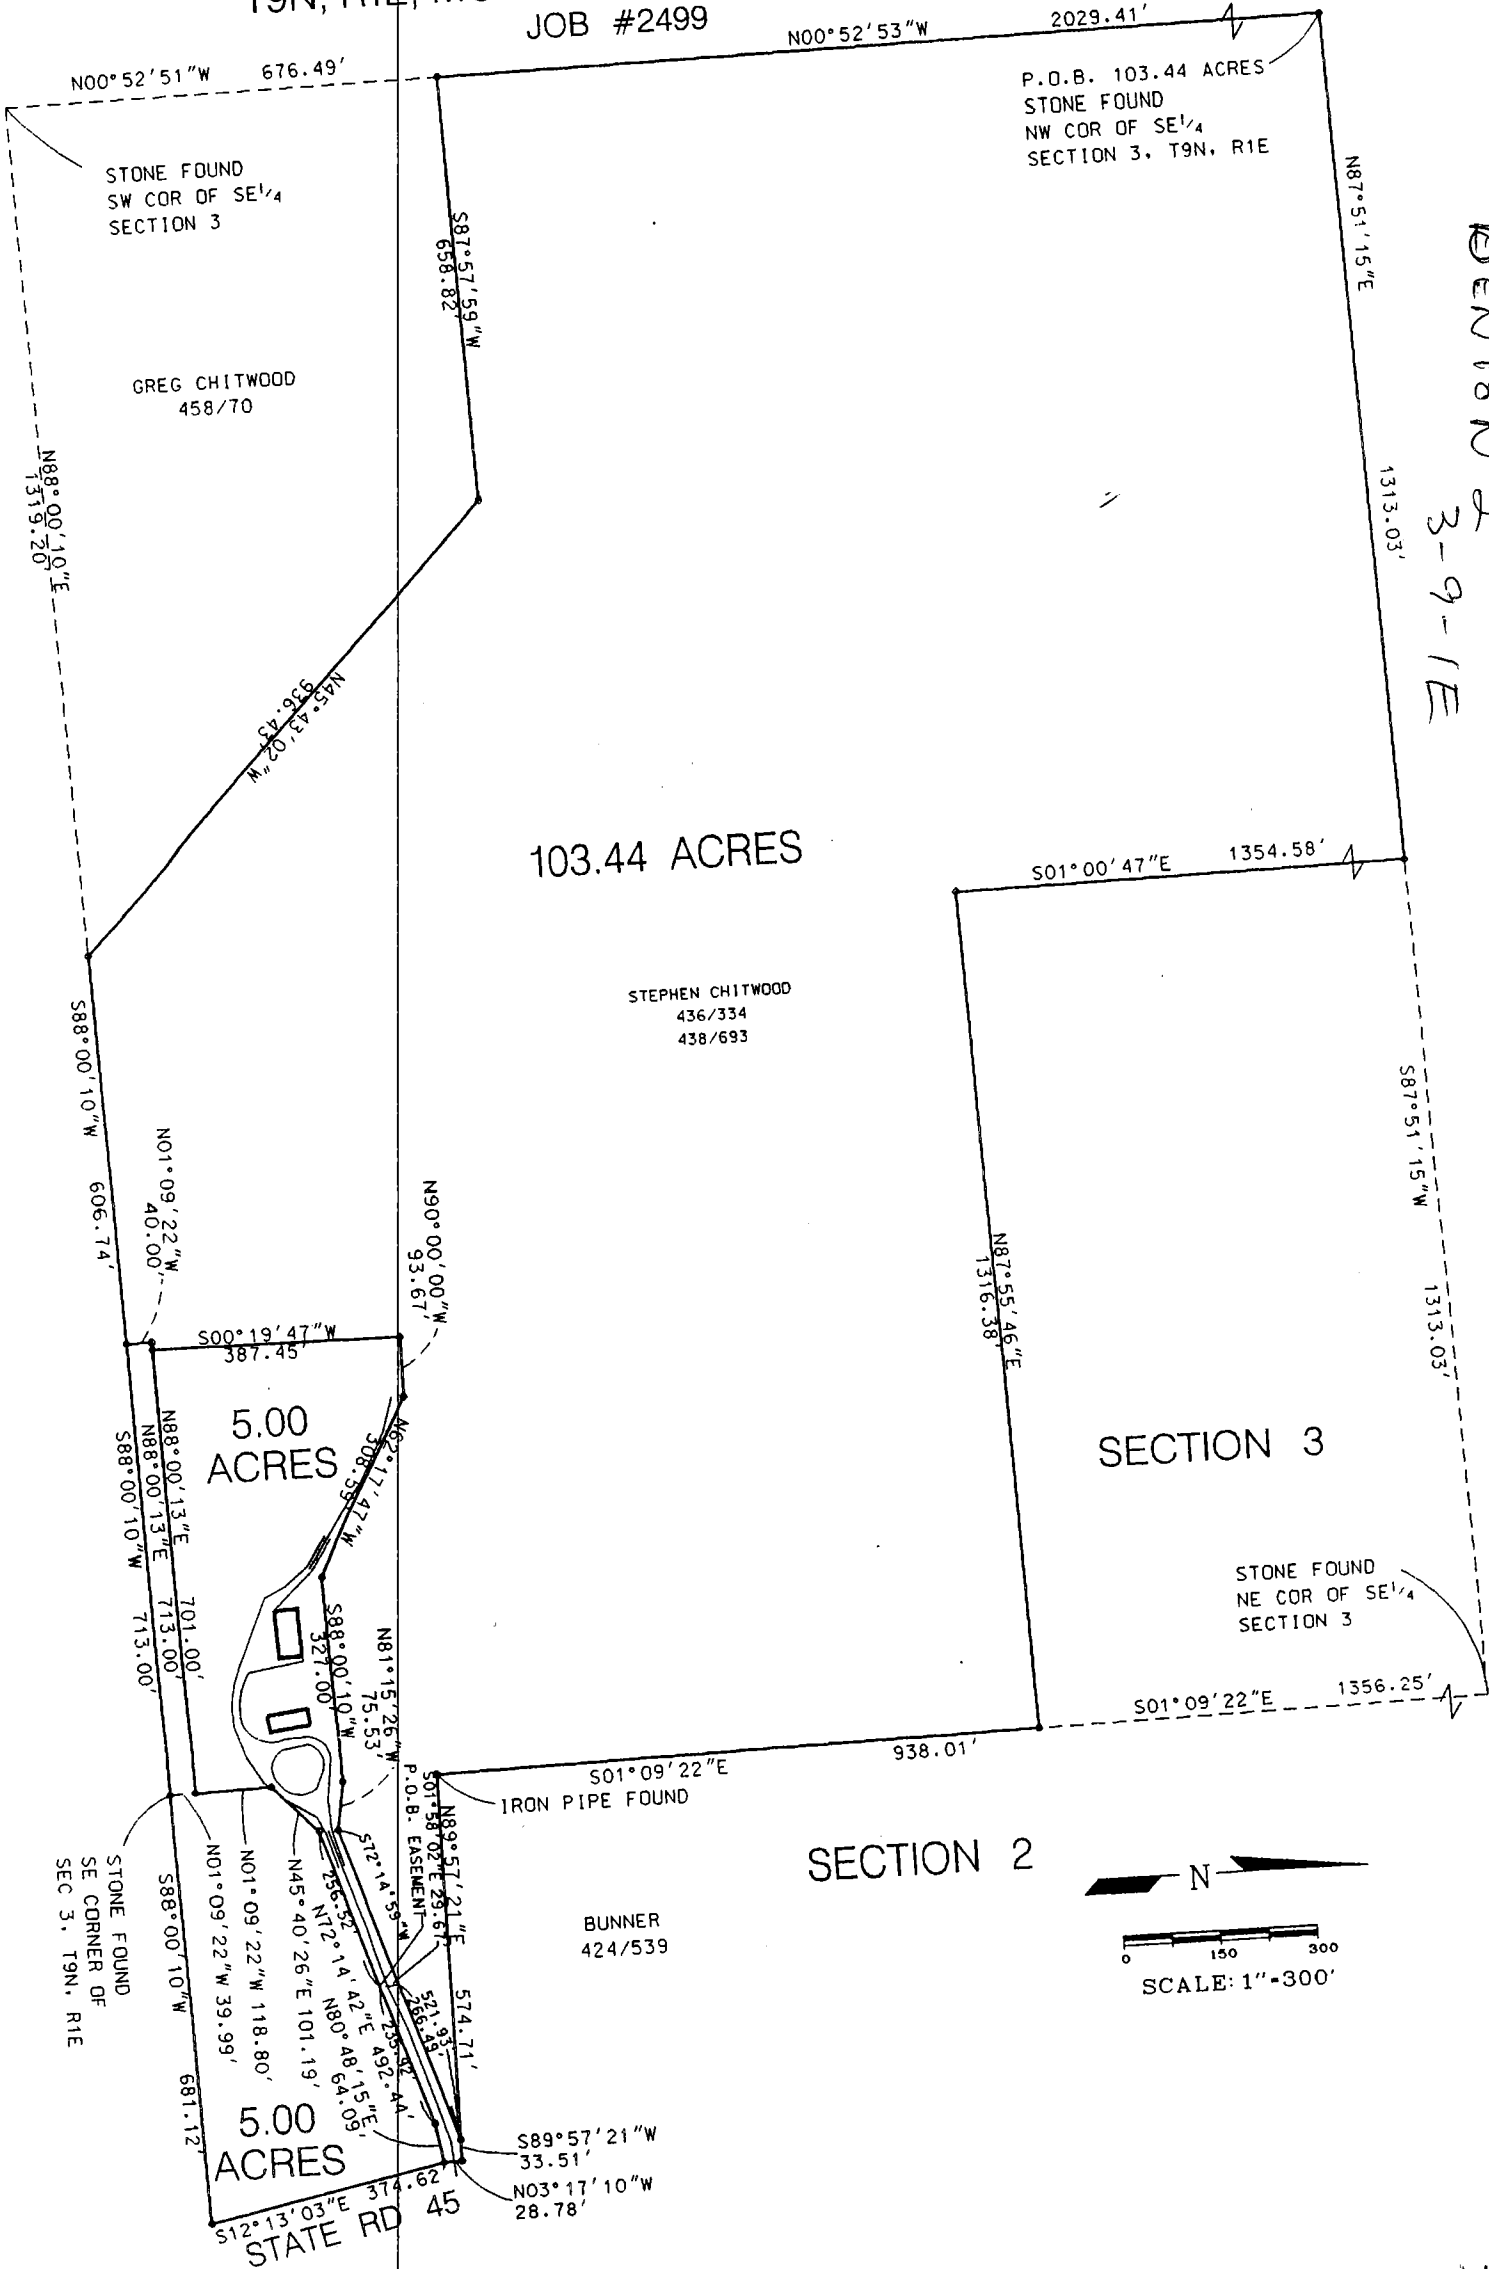 JOB #2499
N00°52'53"W 2029.41'
N00°52'51"W 676.49'
P.O.B. 103.44 ACRES
STONE FOUND
NW COR OF SE1/4
SECTION 3, T9N, R1E
STONE FOUND
SW COR OF SE1/4
SECTION 3
N87°51'15"E
1313.03'
3-9-1E
S87°57'59"W
658.82'
GREG CHITWOOD
458/70
N88°00'10"E
1319.20'
N45°43'02"W
936.43'
103.44 ACRES
S01°00'47"E 1354.58'
STEPHEN CHITWOOD
436/334
438/693
S88°00'10"W
606.74'
N01°09'22"W
40.00'
N90°00'00"W
93.67'
S87°51'15"W
1313.03'
N87°55'46"E
1316.38'
S00°19'47"W
387.45'
5.00
ACRES
N62°17'47"W
308.59'
SECTION 3
N88°00'13"E 701.00'
N88°00'13"E 713.00'
S88°00'10"W 713.00'
S88°00'10"W
327.00'
N81°15'26"W
75.53'
STONE FOUND
NE COR OF SE1/4
SECTION 3
S01°09'22"E 1356.25'
S01°09'22"E 938.01'
IRON PIPE FOUND
P.O.B. EASEMENT
S01°58'02"E 29.67'
N89°57'21"E 574.71'
S72°14'59"W
521.93'
266.49'
256.52'
235.92'
N72°14'42"E 492.44'
N80°48'15"E
64.09'
N45°40'26"E 101.19'
N01°09'22"W 118.80'
N01°09'22"W 39.99'
STONE FOUND
SE CORNER OF
SEC 3, T9N, R1E
S88°00'10"W 681.12'
SECTION 2
BUNNER
424/539
N
0 150 300
SCALE: 1"=300'
5.00
ACRES
S89°57'21"W
33.51'
N03°17'10"W
28.78'
S12°13'03"E 374.62'
STATE RD 45